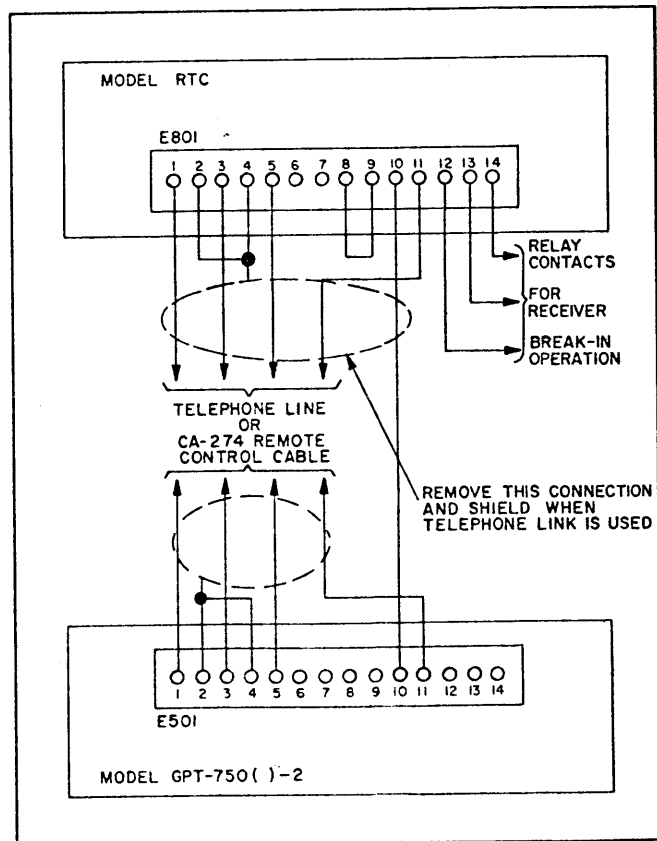 MODEL RTC
E801
1 2 3 4 5 6 7 8 9 10 11 12 13 14
RELAY
CONTACTS
FOR
RECEIVER
BREAK-IN
OPERATION
TELEPHONE LINE
OR
CA-274 REMOTE
CONTROL CABLE
REMOVE THIS CONNECTION
AND SHIELD WHEN
TELEPHONE LINK IS USED
1 2 3 4 5 6 7 8 9 10 11 12 13 14
E501
MODEL GPT-750( )-2